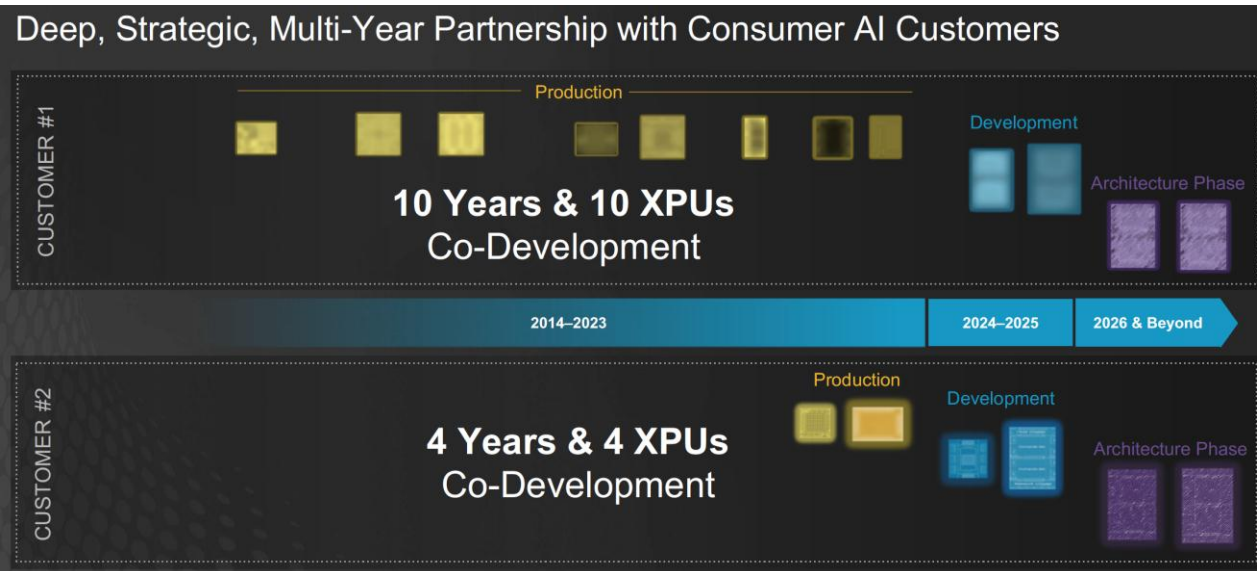 Deep, Strategic, Multi-Year Partnership with Consumer AI Customers
CUSTOMER #1
Production
Development
Architecture Phase
10 Years & 10 XPUs
Co-Development
2014–2023
2024–2025
2026 & Beyond
CUSTOMER #2
Production
Development
Architecture Phase
4 Years & 4 XPUs
Co-Development